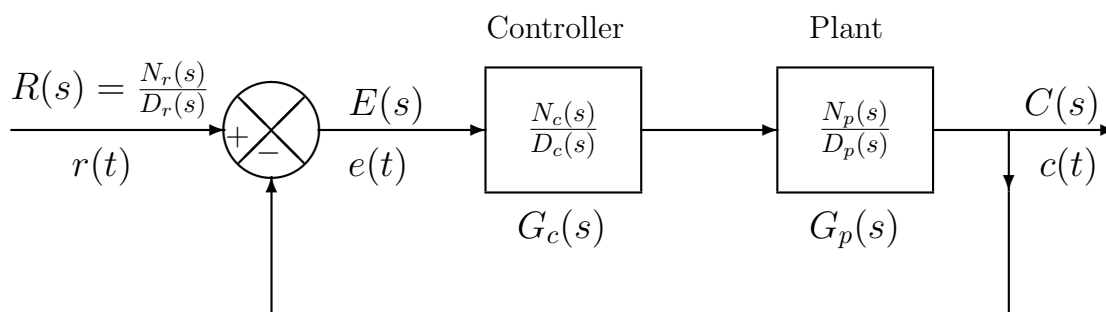 Controller
Plant
R(s) = N_r(s)/D_r(s)
E(s)
N_c(s)/D_c(s)
N_p(s)/D_p(s)
C(s)
+
−
r(t)
e(t)
c(t)
G_c(s)
G_p(s)